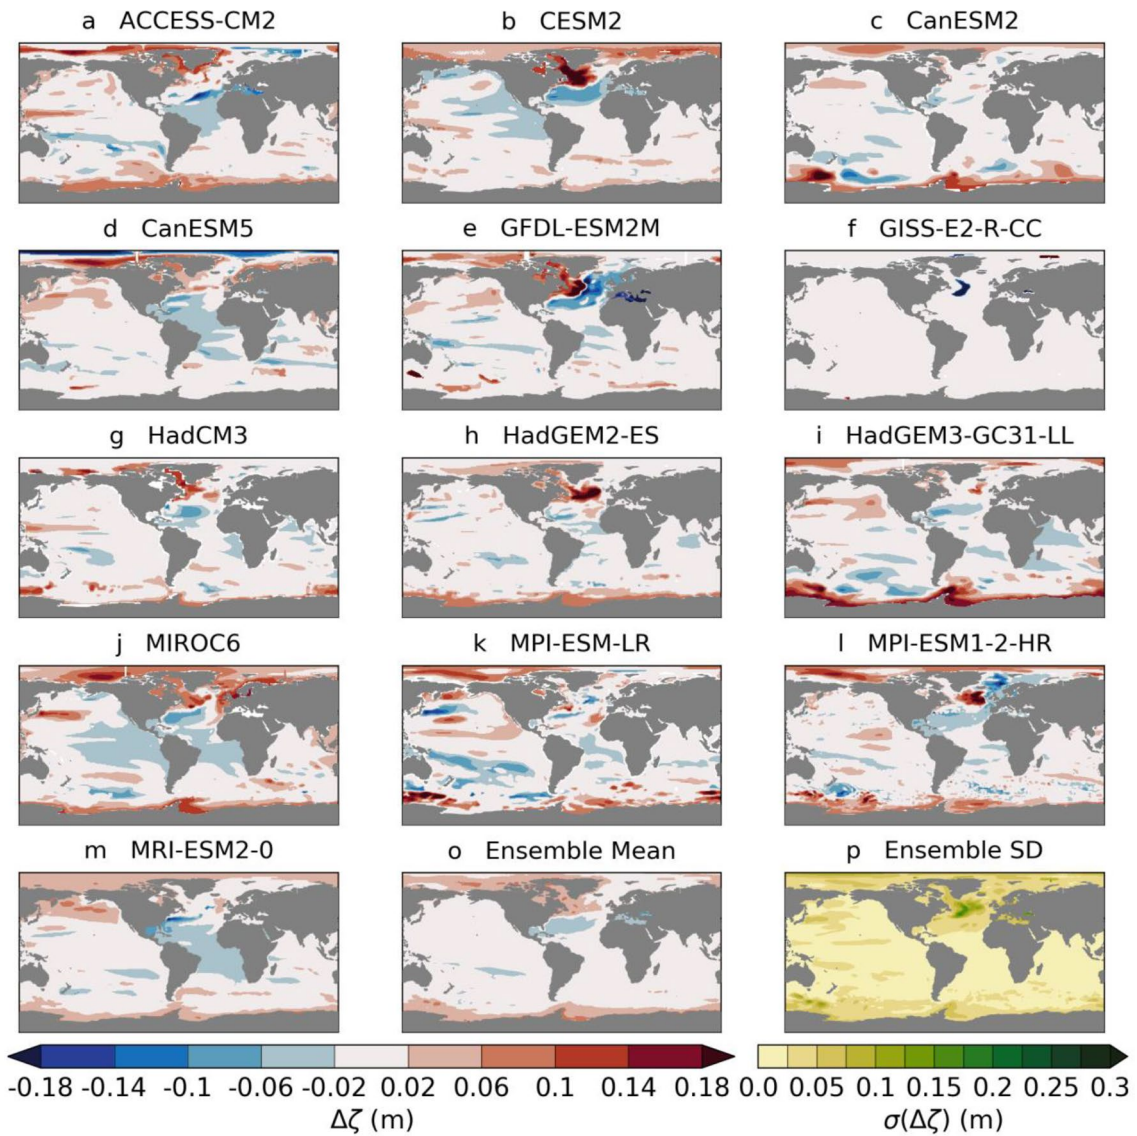 a ACCESS-CM2
b CESM2
c CanESM2
d CanESM5
e GFDL-ESM2M
f GISS-E2-R-CC
g HadCM3
h HadGEM2-ES
i HadGEM3-GC31-LL
j MIROC6
k MPI-ESM-LR
l MPI-ESM1-2-HR
m MRI-ESM2-0
o Ensemble Mean
p Ensemble SD
-0.18 -0.14 -0.1 -0.06 -0.02 0.02 0.06 0.1 0.14 0.18
Δζ (m)
0.0 0.05 0.1 0.15 0.2 0.25 0.3
σ(Δζ) (m)